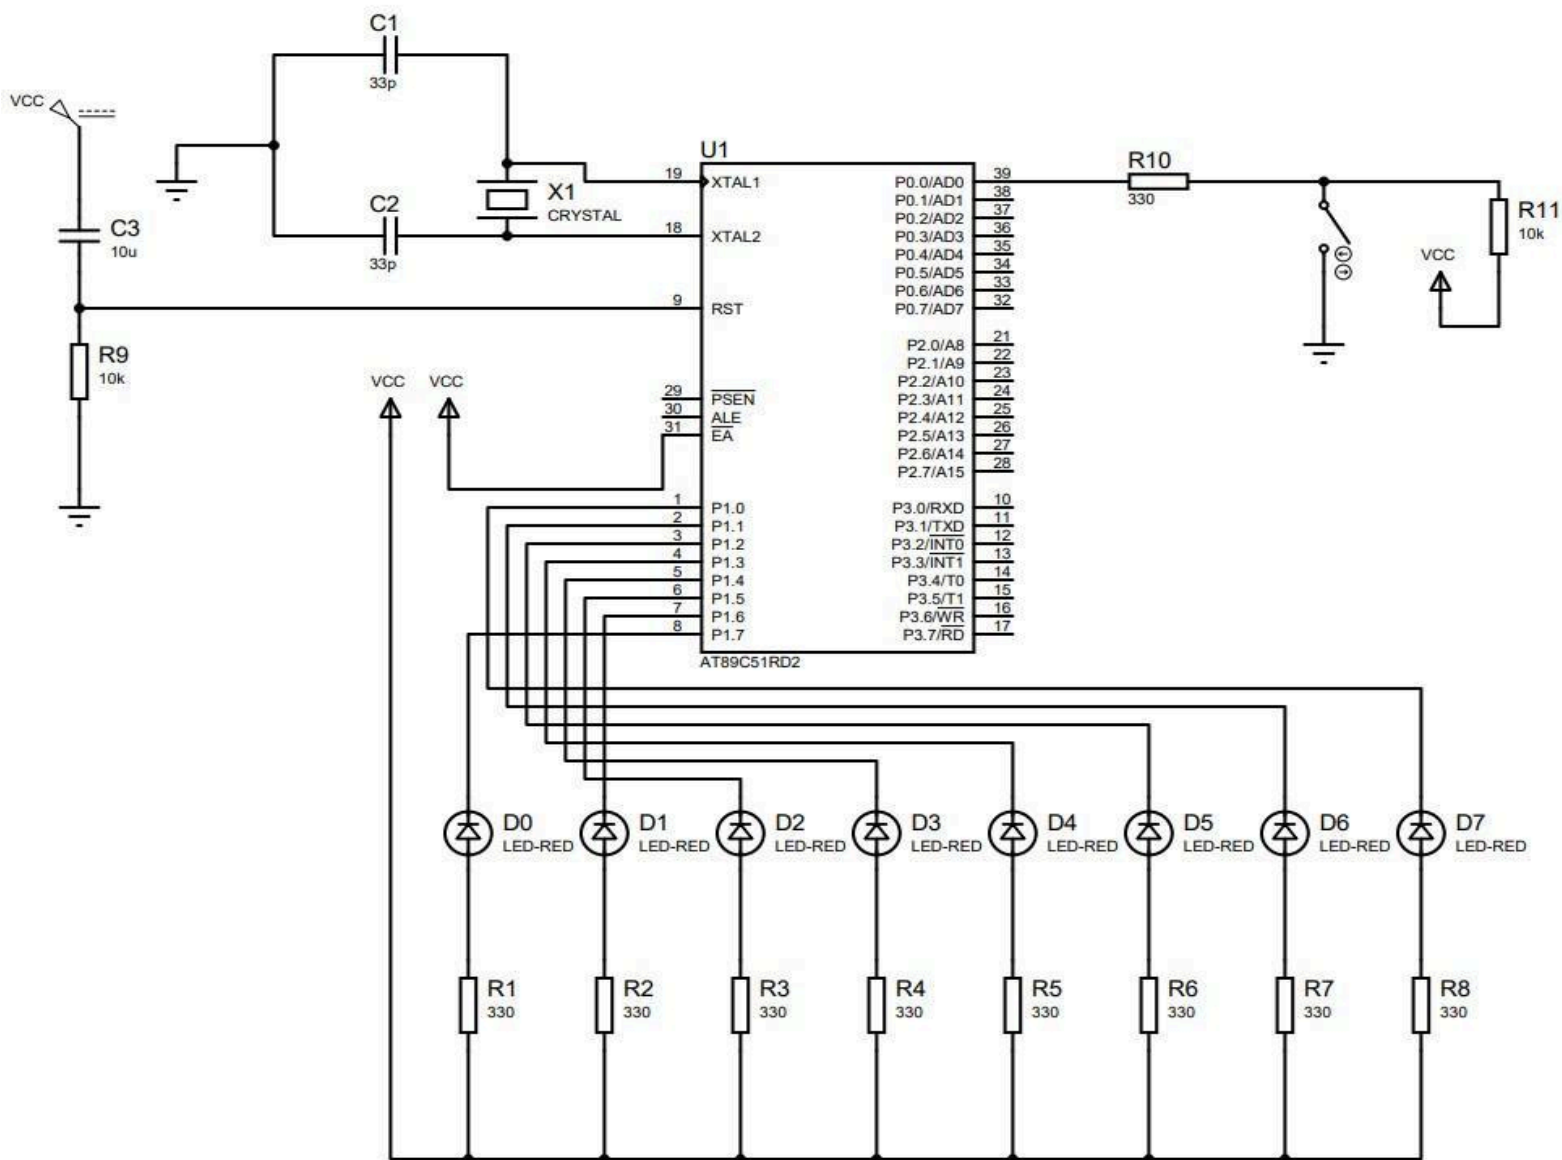 C1
33p
VCC
C2
33p
X1
CRYSTAL
C3
10u
R9
10k
VCC
VCC
U1
19 XTAL1
18 XTAL2
9 RST
29 PSEN
30 ALE
31 EA
1 P1.0
2 P1.1
3 P1.2
4 P1.3
5 P1.4
6 P1.5
7 P1.6
8 P1.7
P0.0/AD0 39
P0.1/AD1 38
P0.2/AD2 37
P0.3/AD3 36
P0.4/AD4 35
P0.5/AD5 34
P0.6/AD6 33
P0.7/AD7 32
P2.0/A8 21
P2.1/A9 22
P2.2/A10 23
P2.3/A11 24
P2.4/A12 25
P2.5/A13 26
P2.6/A14 27
P2.7/A15 28
P3.0/RXD 10
P3.1/TXD 11
P3.2/INT0 12
P3.3/INT1 13
P3.4/T0 14
P3.5/T1 15
P3.6/WR 16
P3.7/RD 17
AT89C51RD2
R10
330
R11
10k
VCC
D0
LED-RED
D1
LED-RED
D2
LED-RED
D3
LED-RED
D4
LED-RED
D5
LED-RED
D6
LED-RED
D7
LED-RED
R1
330
R2
330
R3
330
R4
330
R5
330
R6
330
R7
330
R8
330